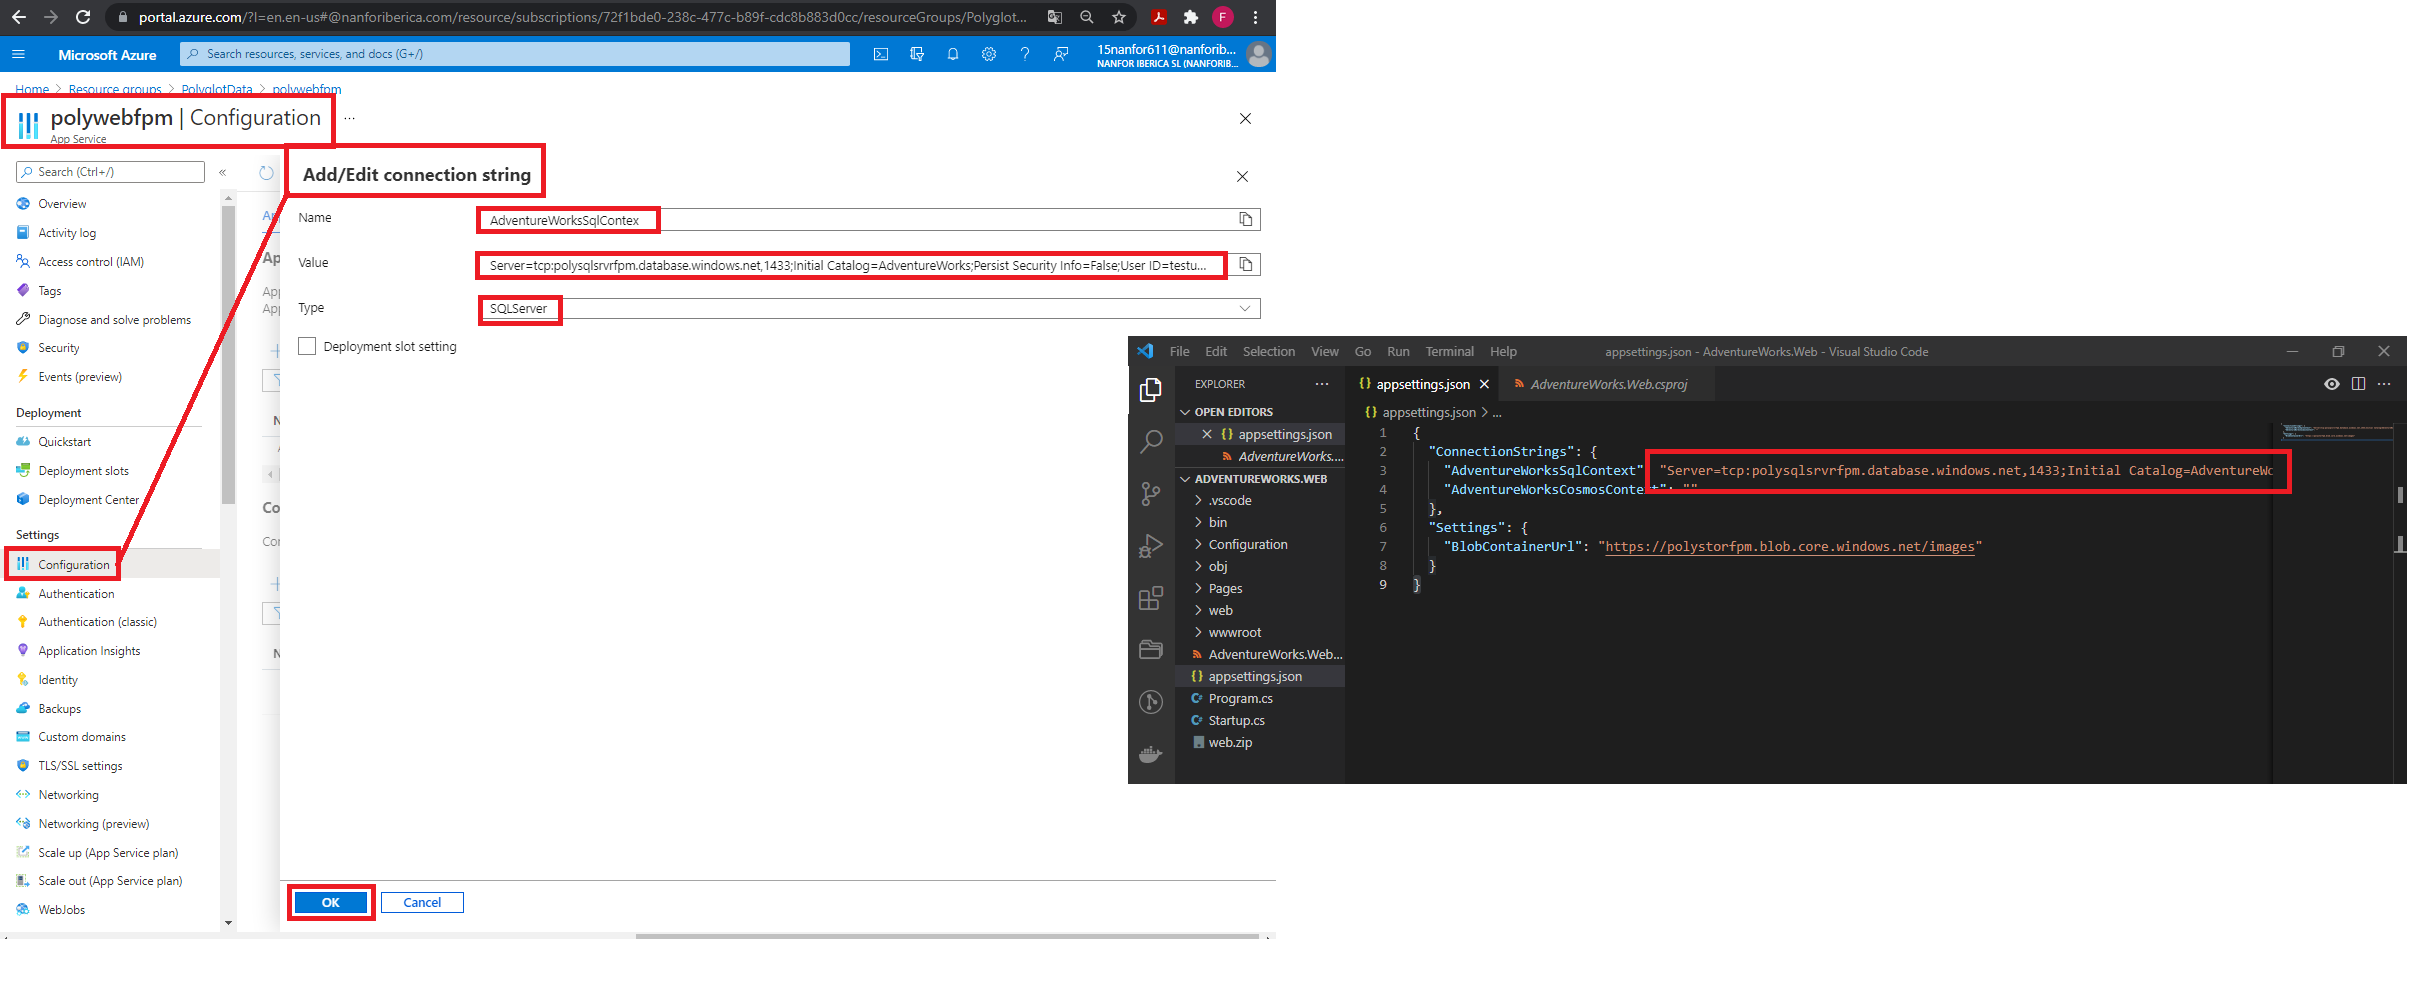 portal.azure.com/?l=en.en-us#@nanforiberica.com/resource/subscriptions/72f1bde0-238c-477c-b89f-cdc8b883d0cc/resourceGroups/Polyglot...
F
Microsoft Azure
Search resources, services, and docs (G+/)
15nanfor611@nanforib...
NANFOR IBERICA SL (NANFORIB...
Home > Resource groups > PolyglotData > polywebfpm
polywebfpm | Configuration ...
App Service
Search (Ctrl+/)
«
Overview
Activity log
Access control (IAM)
Tags
Diagnose and solve problems
Security
Events (preview)
Deployment
Quickstart
Deployment slots
Deployment Center
Settings
Configuration
Authentication
Authentication (classic)
Application Insights
Identity
Backups
Custom domains
TLS/SSL settings
Networking
Networking (preview)
Scale up (App Service plan)
Scale out (App Service plan)
WebJobs
Add/Edit connection string
Name
AdventureWorksSqlContex
Value
Server=tcp:polysqlsrvrfpm.database.windows.net,1433;Initial Catalog=AdventureWorks;Persist Security Info=False;User ID=testu...
Type
SQLServer
Deployment slot setting
OK
Cancel
File Edit Selection View Go Run Terminal Help
appsettings.json - AdventureWorks.Web - Visual Studio Code
EXPLORER ...
OPEN EDITORS
appsettings.json
AdventureWorks....
ADVENTUREWORKS.WEB
.vscode
bin
Configuration
obj
Pages
web
wwwroot
AdventureWorks.Web...
appsettings.json
Program.cs
Startup.cs
web.zip
{} appsettings.json
AdventureWorks.Web.csproj
{} appsettings.json > ...
1 {
2 "ConnectionStrings": {
3 "AdventureWorksSqlContext" "Server=tcp:polysqlsrvrfpm.database.windows.net,1433;Initial Catalog=AdventureWo
4 "AdventureWorksCosmosContext": ""
5 },
6 "Settings": {
7 "BlobContainerUrl": "https://polystorfpm.blob.core.windows.net/images"
8 }
9 }